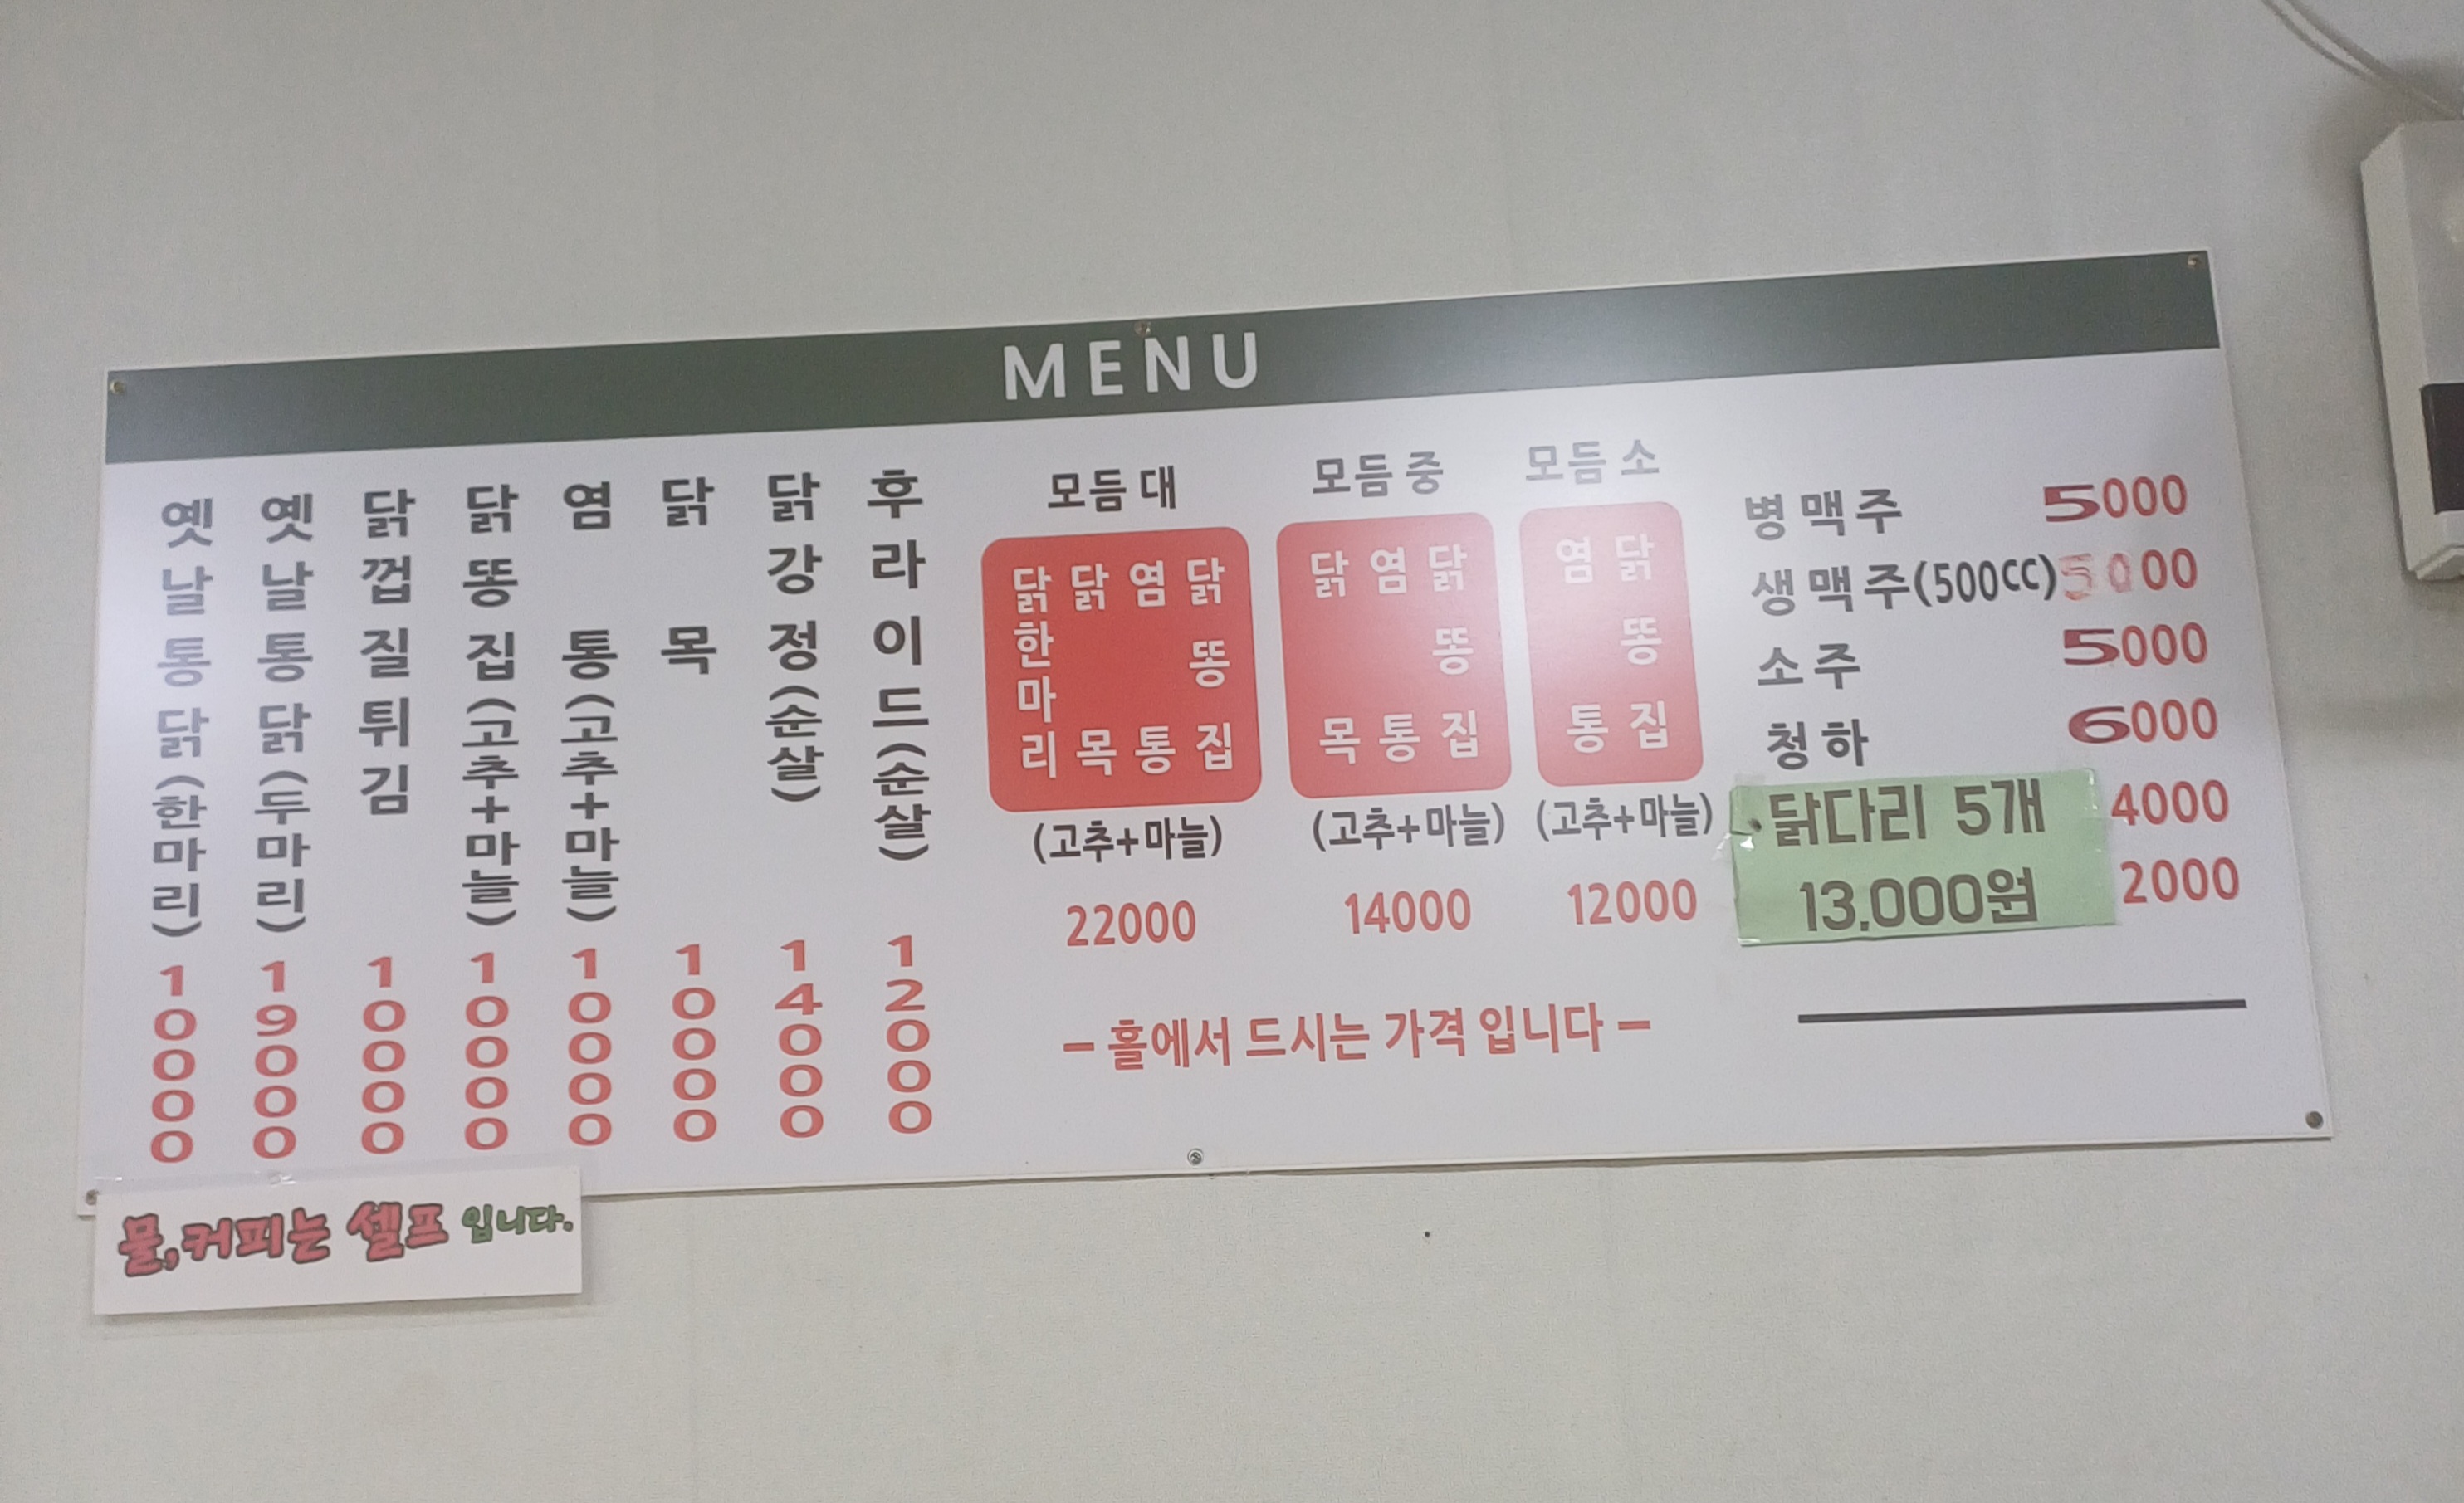 MENU
옛날통닭(한마리) 10000
옛날통닭(두마리) 19000
닭껍질튀김 10000
닭똥집(고추+마늘) 10000
염통(고추+마늘) 10000
닭목 10000
닭강정(순살) 14000
후라이드(순살) 12000
모듬 대
닭한마리 닭목 염통 닭똥집
(고추+마늘)
22000
모듬 중
닭목 염통 닭똥집
(고추+마늘)
14000
모듬 소
염통 닭똥집
(고추+마늘)
12000
- 홀에서 드시는 가격 입니다 -
병맥주 5000
생맥주(500cc) 5000
소주 5000
청하 6000
닭다리 5개
13,000원
4000
2000
물,커피는 셀프 입니다.